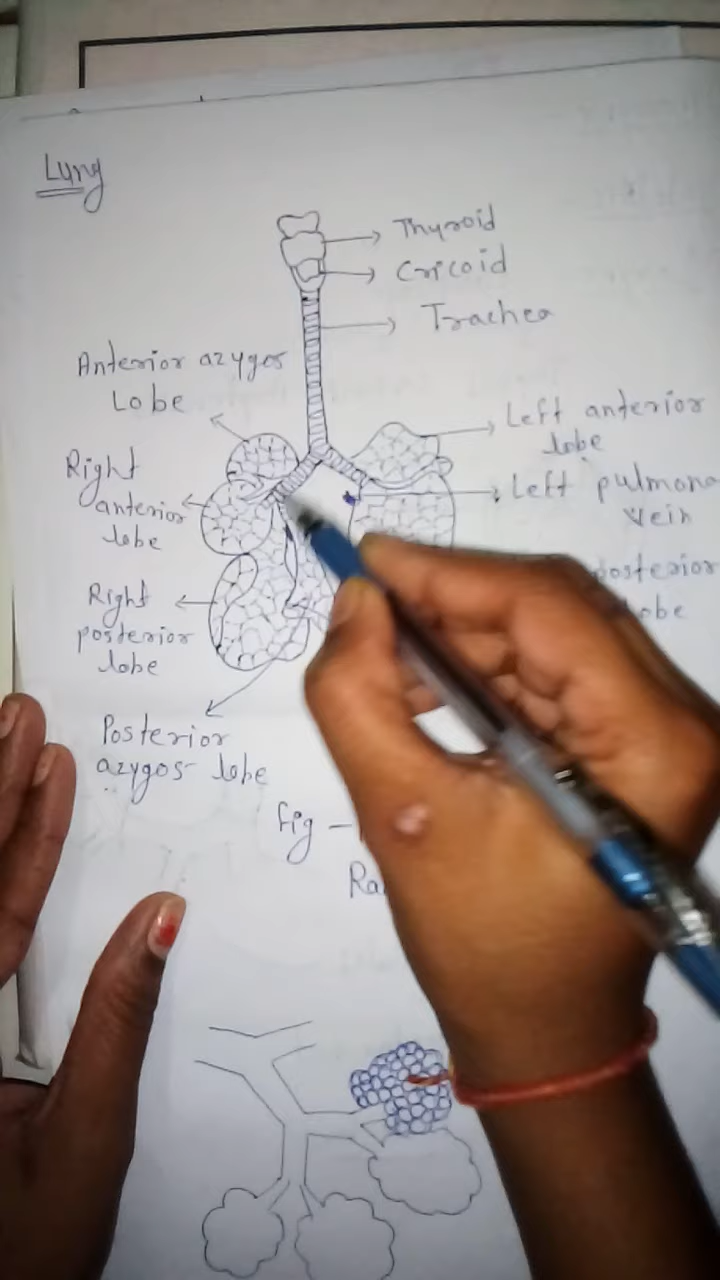 Lung
Thyroid
Cricoid
Trachea
Anterior azygos
Lobe
Left anterior
lobe
Right
anterior
lobe
Left pulmona
vein
posterior
lobe
Right
posterior
lobe
Posterior
azygos lobe
Fig -
Ra